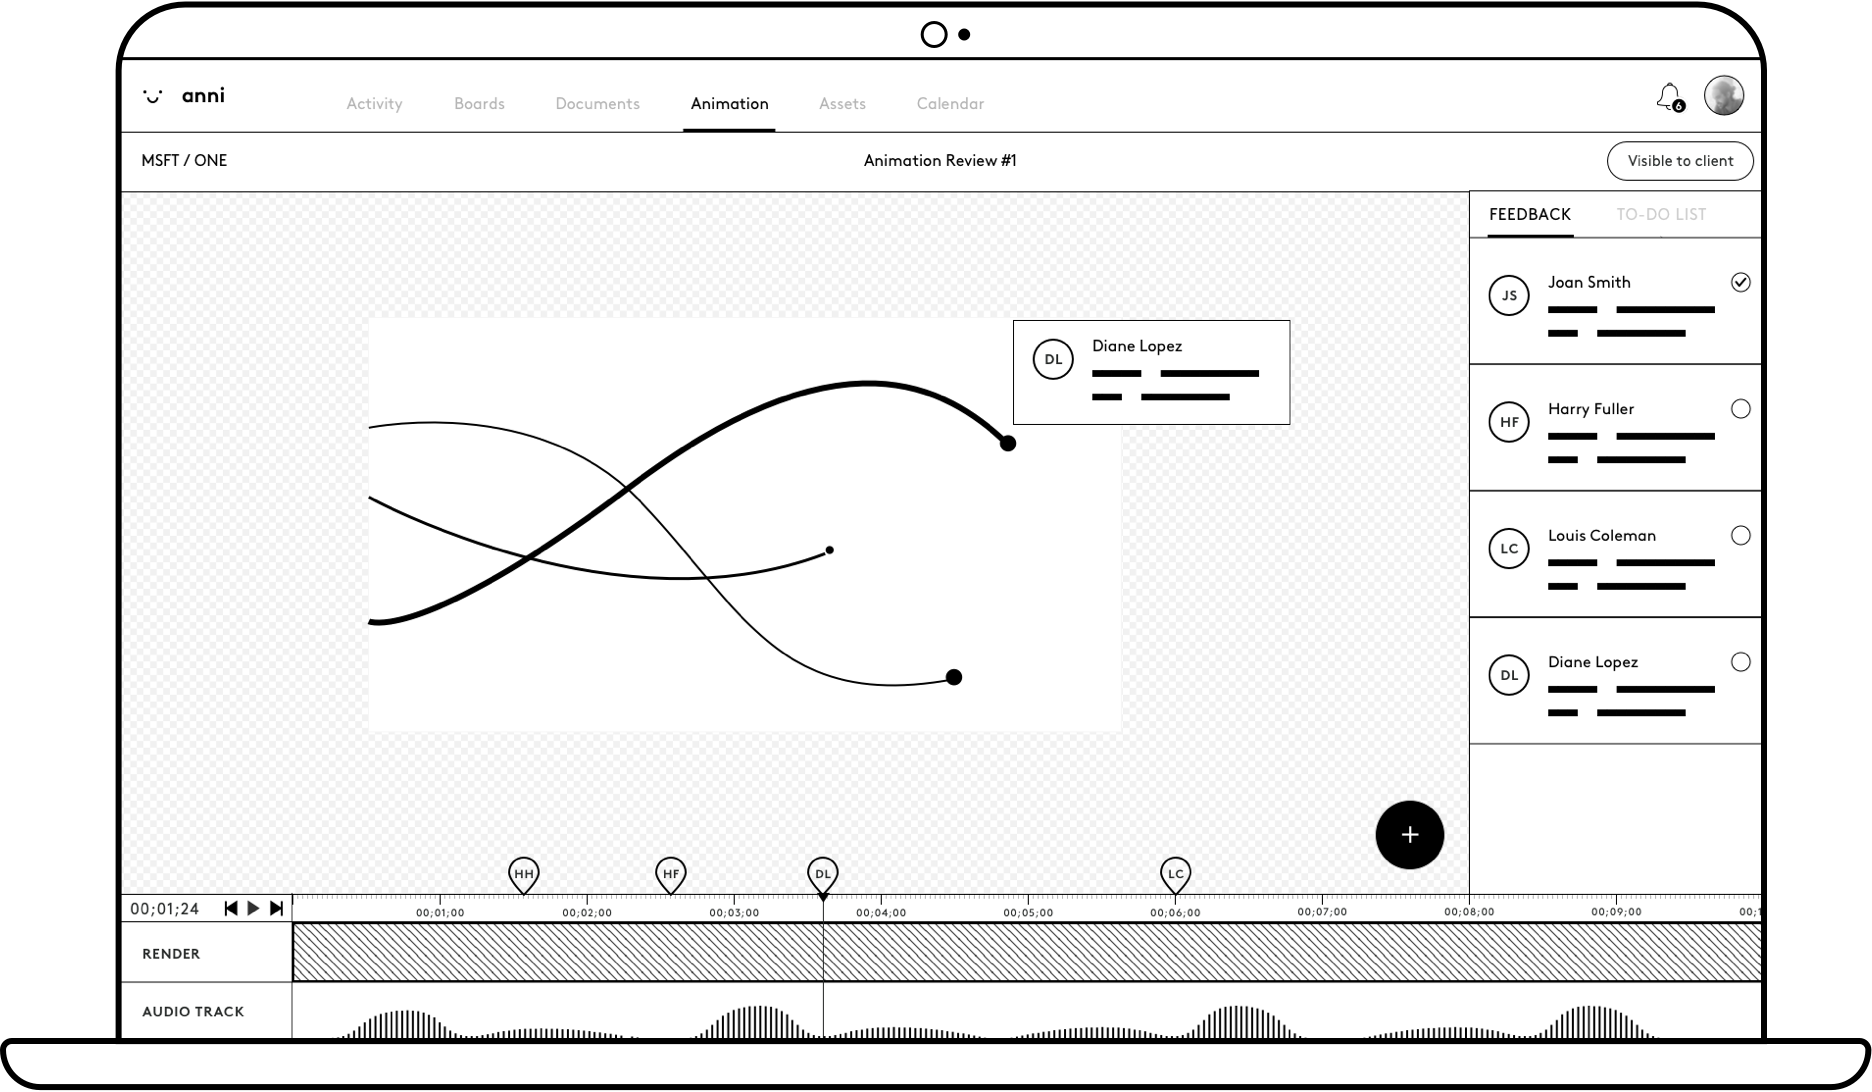 anni
Activity
Boards
Documents
Animation
Assets
Calendar
6
MSFT / ONE
Animation Review #1
Visible to client
FEEDBACK
TO-DO LIST
JS
Joan Smith
DL
Diane Lopez
HF
Harry Fuller
LC
Louis Coleman
DL
Diane Lopez
+
HH
HF
DL
LC
00;01;24
00;01;00
00;02;00
00;03;00
00;04;00
00;05;00
00;06;00
00;07;00
00;08;00
00;09;00
00;1
RENDER
AUDIO TRACK